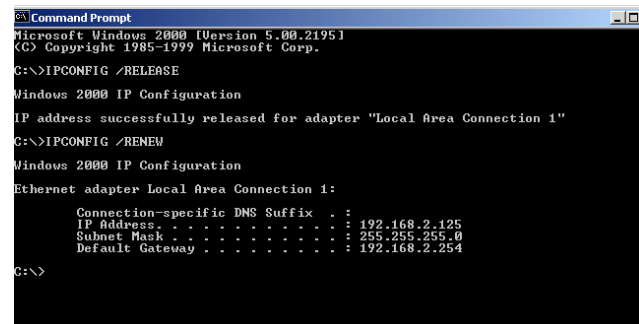 Command Prompt
Microsoft Windows 2000 [Version 5.00.2195]
(C) Copyright 1985-1999 Microsoft Corp.
C:\>IPCONFIG /RELEASE
Windows 2000 IP Configuration
IP address successfully released for adapter "Local Area Connection 1"
C:\>IPCONFIG /RENEW
Windows 2000 IP Configuration
Ethernet adapter Local Area Connection 1:
Connection-specific DNS Suffix  . :
IP Address. . . . . . . . . . . . : 192.168.2.125
Subnet Mask . . . . . . . . . . . : 255.255.255.0
Default Gateway . . . . . . . . . : 192.168.2.254
C:\>